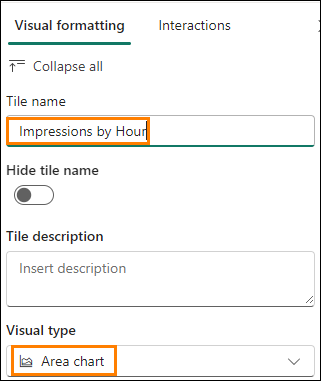 Visual formatting Interactions
Collapse all
Tile name
Impressions by Hour
Hide tile name
Tile description
Insert description
Visual type
Area chart